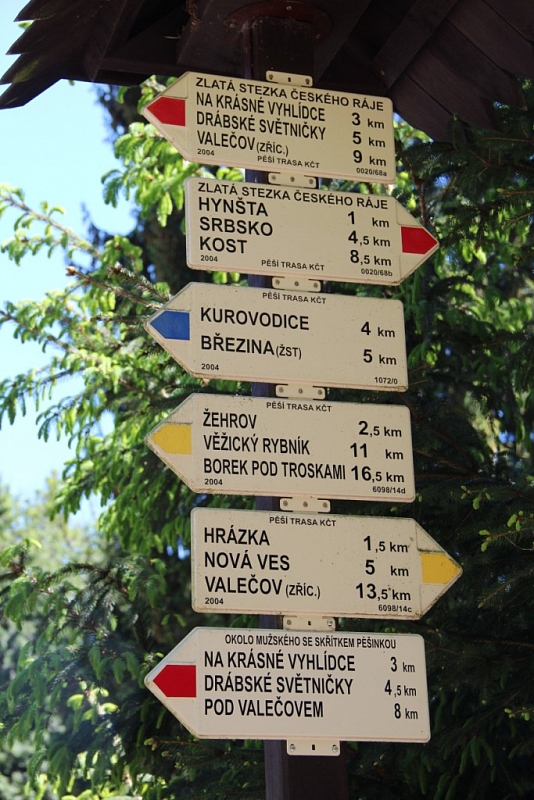 ZLATÁ STEZKA ČESKÉHO RÁJE
NA KRÁSNÉ VYHLÍDCE 3 km
DRÁBSKÉ SVĚTNIČKY 5 km
VALEČOV (ZŘÍC.) 9 km
2004 PĚŠÍ TRASA KČT 0020/68a
ZLATÁ STEZKA ČESKÉHO RÁJE
HYNŠTA 1 km
SRBSKO 4,5 km
KOST 8,5 km
2004 PĚŠÍ TRASA KČT 0020/68b
PĚŠÍ TRASA KČT
KUROVODICE 4 km
BŘEZINA (ŽST) 5 km
2004 1072/0
PĚŠÍ TRASA KČT
ŽEHROV 2,5 km
VĚŽICKÝ RYBNÍK 11 km
BOREK POD TROSKAMI 16,5 km
2004 6098/14d
PĚŠÍ TRASA KČT
HRÁZKA 1,5 km
NOVÁ VES 5 km
VALEČOV (ZŘÍC.) 13,5 km
2004 6098/14c
OKOLO MUŽSKÉHO SE SKŘÍTKEM PĚŠINKOU
NA KRÁSNÉ VYHLÍDCE 3 km
DRÁBSKÉ SVĚTNIČKY 4,5 km
POD VALEČOVEM 8 km